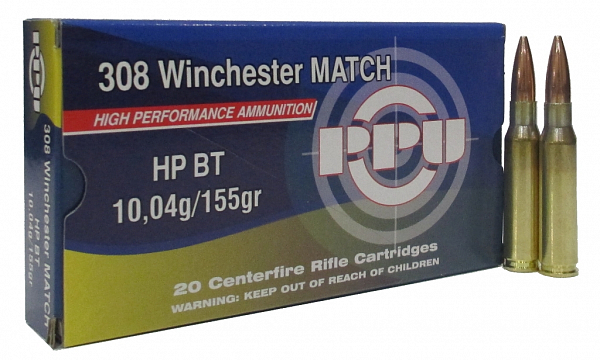 PPU
308 Winchester MATCH
HP BT
10,04g/155gr
308 Winchester MATCH
HIGH PERFORMANCE AMMUNITION
HP BT
10,04g/155gr
PPU
20 Centerfire Rifle Cartridges
WARNING: KEEP OUT OF REACH OF CHILDREN